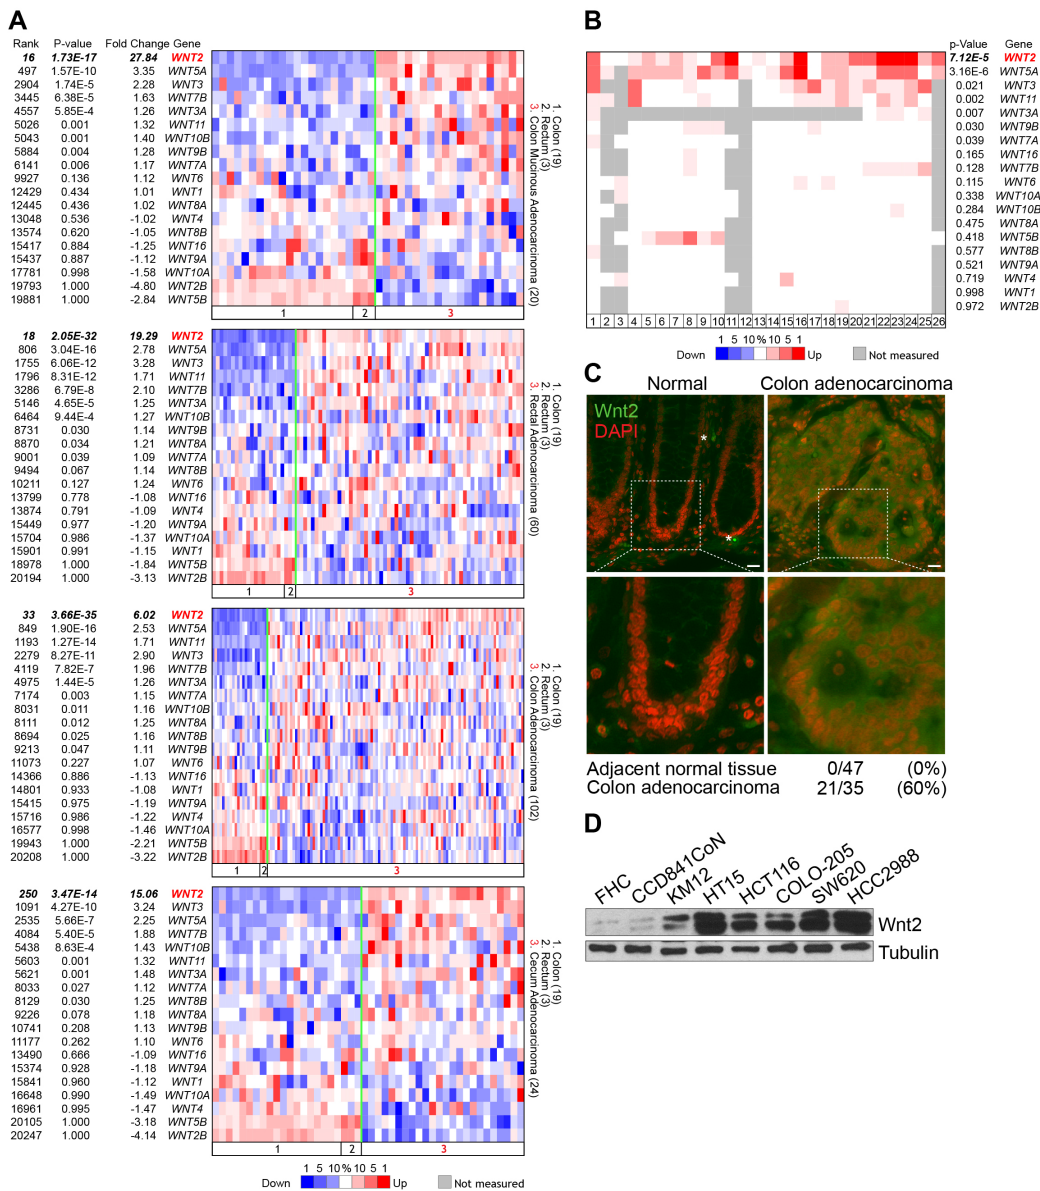 A
Rank P-value Fold Change Gene
16 1.73E-17 27.84 WNT2
497 1.57E-10 3.35 WNT5A
2904 1.74E-5 2.28 WNT3
3445 6.38E-5 1.63 WNT7B
4557 5.85E-4 1.26 WNT3A
5026 0.001 1.32 WNT11
5043 0.001 1.40 WNT10B
5884 0.004 1.28 WNT9B
6141 0.006 1.17 WNT7A
9927 0.136 1.12 WNT6
12429 0.434 1.01 WNT1
12445 0.436 1.02 WNT8A
13048 0.536 -1.02 WNT4
13574 0.620 -1.05 WNT8B
15417 0.884 -1.25 WNT16
15437 0.887 -1.12 WNT9A
17781 0.998 -1.58 WNT10A
19793 1.000 -4.80 WNT2B
19881 1.000 -2.84 WNT5B
1 2 3
1. Colon (19)
2. Rectum (3)
3. Colon Mucinous Adenocarcinoma (20)
18 2.05E-32 19.29 WNT2
806 3.04E-16 2.78 WNT5A
1755 6.06E-12 3.28 WNT3
1796 8.31E-12 1.71 WNT11
3286 6.79E-8 2.10 WNT7B
5146 4.65E-5 1.25 WNT3A
6464 9.44E-4 1.27 WNT10B
8731 0.030 1.14 WNT9B
8870 0.034 1.21 WNT8A
9001 0.039 1.09 WNT7A
9494 0.067 1.14 WNT8B
10211 0.127 1.24 WNT6
13799 0.778 -1.08 WNT16
13874 0.791 -1.09 WNT4
15449 0.977 -1.20 WNT9A
15704 0.986 -1.37 WNT10A
15901 0.991 -1.15 WNT1
18978 1.000 -1.84 WNT5B
20194 1.000 -3.13 WNT2B
1 2 3
1. Colon (19)
2. Rectum (3)
3. Rectal Adenocarcinoma (60)
33 3.66E-35 6.02 WNT2
849 1.90E-16 2.53 WNT5A
1193 1.27E-14 1.71 WNT11
2279 8.27E-11 2.90 WNT3
4119 7.82E-7 1.96 WNT7B
4975 1.44E-5 1.26 WNT3A
7174 0.003 1.15 WNT7A
8031 0.011 1.16 WNT10B
8111 0.012 1.25 WNT8A
8694 0.025 1.16 WNT8B
9213 0.047 1.11 WNT9B
11073 0.227 1.07 WNT6
14366 0.886 -1.13 WNT16
14801 0.933 -1.08 WNT1
15415 0.975 -1.19 WNT9A
15716 0.986 -1.22 WNT4
16577 0.998 -1.46 WNT10A
19943 1.000 -2.21 WNT5B
20208 1.000 -3.22 WNT2B
1 2 3
1. Colon (19)
2. Rectum (3)
3. Colon Adenocarcinoma (102)
250 3.47E-14 15.06 WNT2
1091 4.27E-10 3.24 WNT3
2535 5.66E-7 2.25 WNT5A
4084 5.40E-5 1.88 WNT7B
5438 8.63E-4 1.43 WNT10B
5603 0.001 1.32 WNT11
5621 0.001 1.48 WNT3A
8033 0.027 1.12 WNT7A
8129 0.030 1.25 WNT8B
9226 0.078 1.18 WNT8A
10741 0.208 1.13 WNT9B
11177 0.262 1.10 WNT6
13490 0.666 -1.09 WNT16
15374 0.928 -1.18 WNT9A
15841 0.960 -1.12 WNT1
16648 0.990 -1.49 WNT10A
16961 0.995 -1.47 WNT4
20105 1.000 -3.18 WNT5B
20247 1.000 -4.14 WNT2B
1 2 3
1. Colon (19)
2. Rectum (3)
3. Cecum Adenocarcinoma (24)
1 5 10 % 10 5 1
Down Up Not measured
B
p-Value Gene
7.12E-5 WNT2
3.16E-6 WNT5A
0.021 WNT3
0.002 WNT11
0.007 WNT3A
0.030 WNT9B
0.039 WNT7A
0.165 WNT16
0.128 WNT7B
0.115 WNT6
0.338 WNT10A
0.284 WNT10B
0.475 WNT8A
0.418 WNT5B
0.577 WNT8B
0.521 WNT9A
0.719 WNT4
0.998 WNT1
0.972 WNT2B
1 2 3 4 5 6 7 8 9 10 11 12 13 14 15 16 17 18 19 20 21 22 23 24 25 26
1 5 10 % 10 5 1
Down Up Not measured
C
Normal Colon adenocarcinoma
Wnt2
DAPI
*
*
Adjacent normal tissue 0/47 (0%)
Colon adenocarcinoma 21/35 (60%)
D
FHC CCD841CoN KM12 HT15 HCT116 COLO-205 SW620 HCC2988
Wnt2
Tubulin